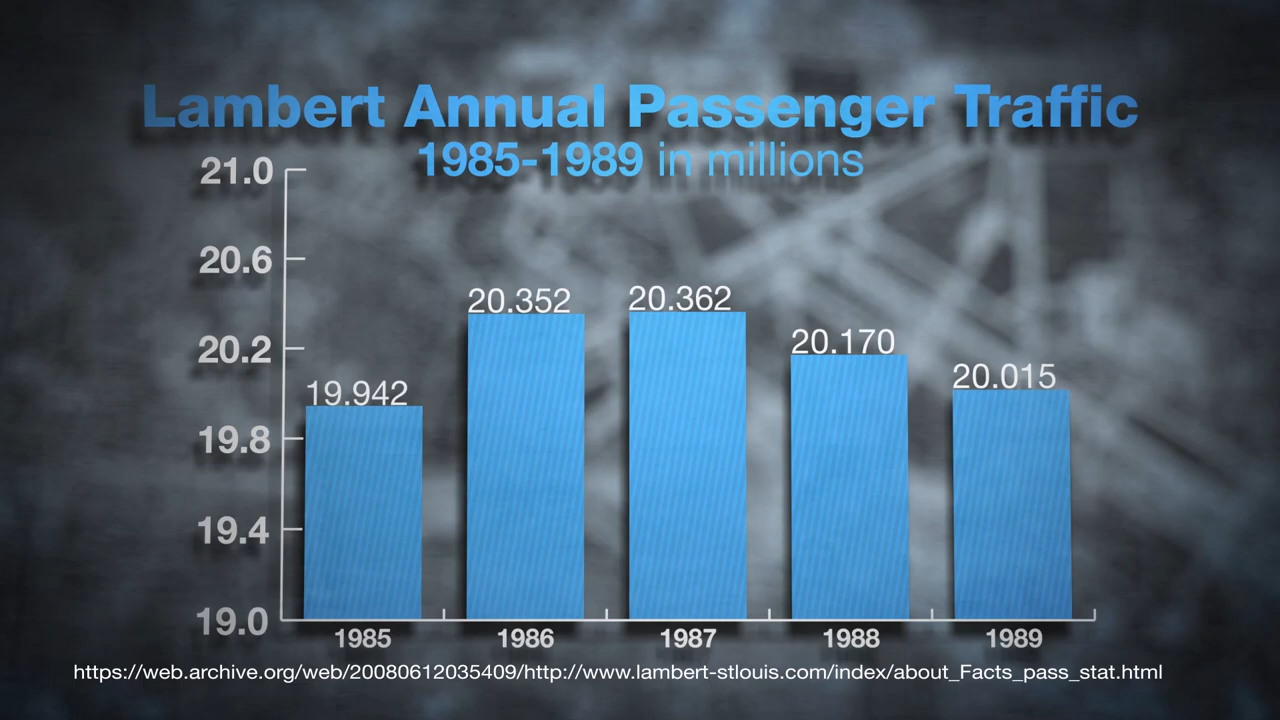 Lambert Annual Passenger Traffic
1985-1989 in millions
21.0
20.6
20.2
19.8
19.4
19.0
19.942
20.352
20.362
20.170
20.015
1985 1986 1987 1988 1989
https://web.archive.org/web/20080612035409/http://www.lambert-stlouis.com/index/about_Facts_pass_stat.html